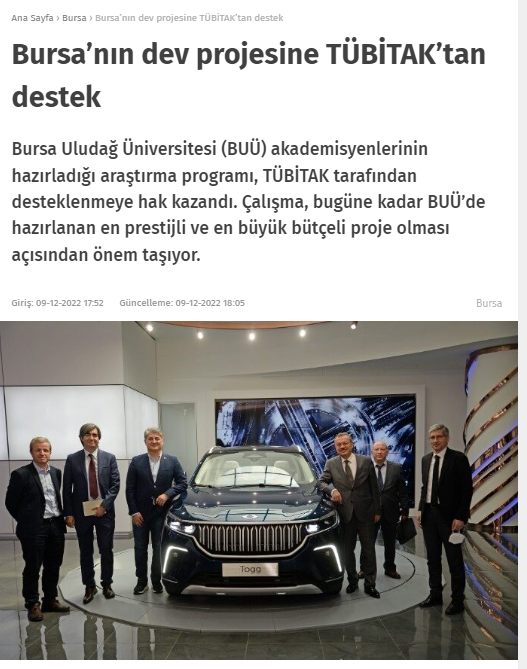 Ana Sayfa › Bursa › Bursa’nın dev projesine TÜBİTAK’tan destek
Bursa’nın dev projesine TÜBİTAK’tan
destek
Bursa Uludağ Üniversitesi (BUÜ) akademisyenlerinin
hazırladığı araştırma programı, TÜBİTAK tarafından
desteklenmeye hak kazandı. Çalışma, bugüne kadar BUÜ’de
hazırlanan en prestijli ve en büyük bütçeli proje olması
açısından önem taşıyor.
Giriş: 09-12-2022 17:52 Güncelleme: 09-12-2022 18:05 Bursa
Togg